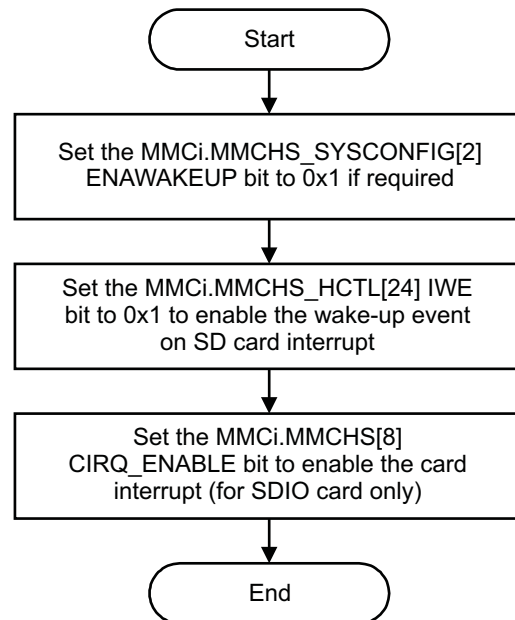 Start
Set the MMCi.MMCHS_SYSCONFIG[2]
ENAWAKEUP bit to 0x1 if required
Set the MMCi.MMCHS_HCTL[24] IWE
bit to 0x1 to enable the wake-up event
on SD card interrupt
Set the MMCi.MMCHS[8]
CIRQ_ENABLE bit to enable the card
interrupt (for SDIO card only)
End